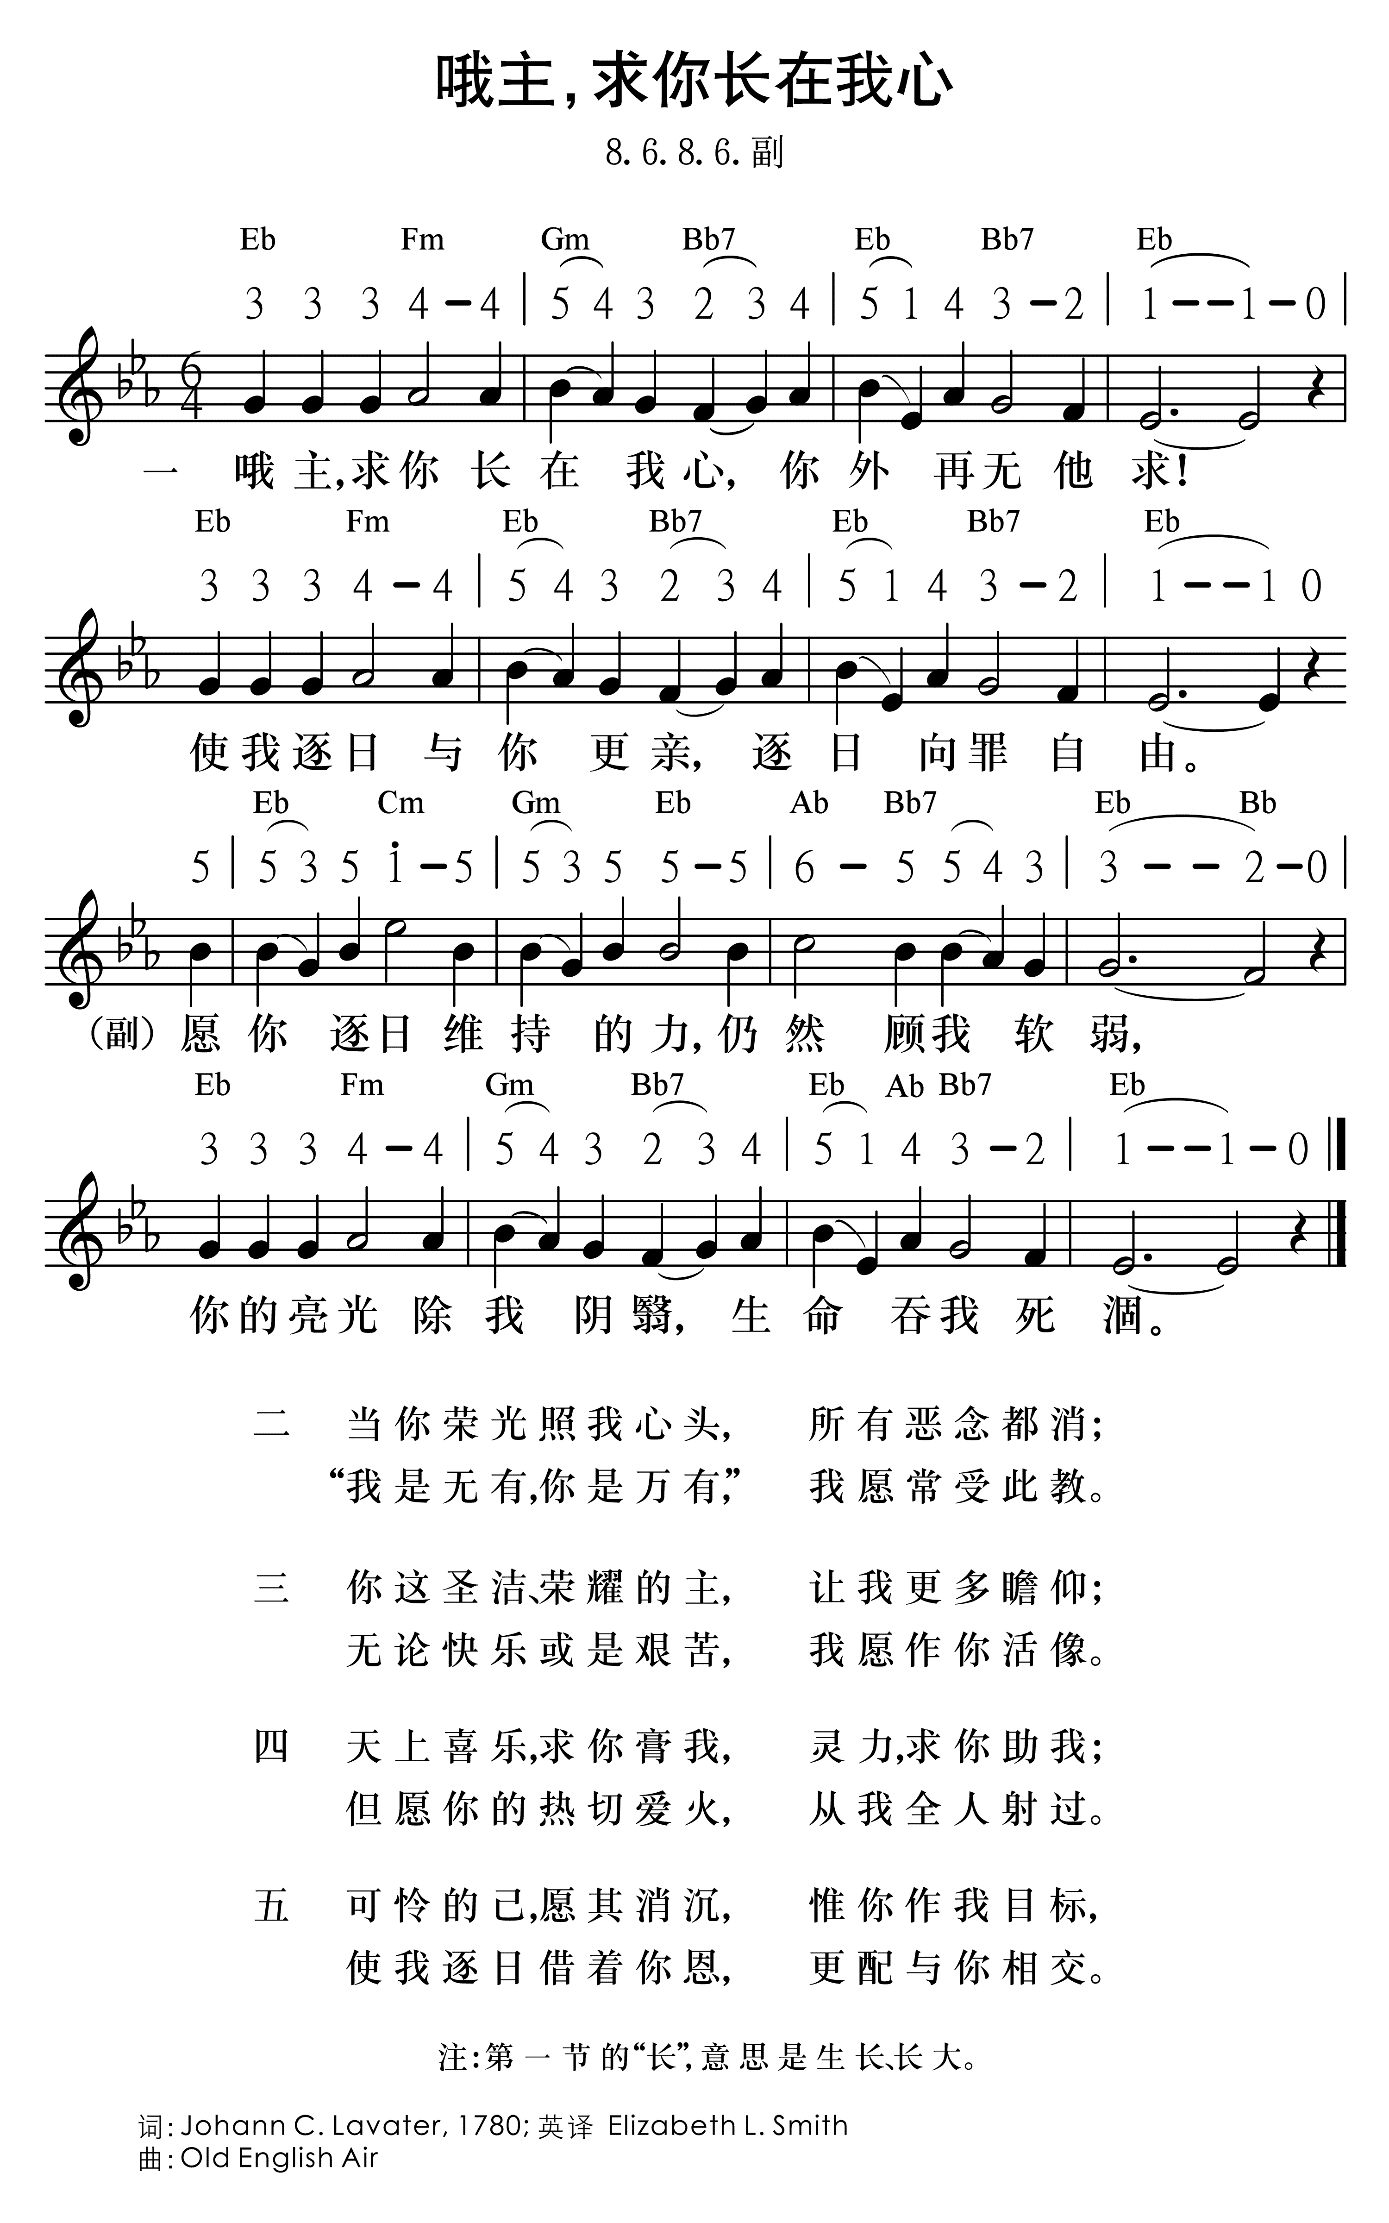 哦主,求你长在我心
8.6.8.6.副
Eb Fm Gm Bb7 Eb Bb7 Eb
3 3 3 4 – 4 | 5 4 3 2 3 4 | 5 1 4 3 – 2 | 1 – – 1 – 0 |
6
4
一 哦主,求你长在我心,你外再无他求!
Eb Fm Eb Bb7 Eb Bb7 Eb
3 3 3 4 – 4 | 5 4 3 2 3 4 | 5 1 4 3 – 2 | 1 – – 1 0
使我逐日与你更亲,逐日向罪自由。
Eb Cm Gm Eb Ab Bb7 Eb Bb
5 | 5 3 5 1 – 5 | 5 3 5 5 – 5 | 6 – 5 5 4 3 | 3 – – 2 – 0 |
（副）愿你逐日维持的力,仍然顾我软弱,
Eb Fm Gm Bb7 Eb Ab Bb7 Eb
3 3 3 4 – 4 | 5 4 3 2 3 4 | 5 1 4 3 – 2 | 1 – – 1 – 0
你的亮光除我阴翳,生命吞我死涸。
二 当你荣光照我心头, 所有恶念都消;
“我是无有,你是万有,” 我愿常受此教。
三 你这圣洁、荣耀的主, 让我更多瞻仰;
无论快乐或是艰苦, 我愿作你活像。
四 天上喜乐,求你膏我, 灵力,求你助我;
但愿你的热切爱火, 从我全人射过。
五 可怜的己,愿其消沉, 惟你作我目标,
使我逐日借着你恩, 更配与你相交。
注:第一节的“长”,意思是生长、长大。
词: Johann C. Lavater, 1780; 英译 Elizabeth L. Smith
曲: Old English Air